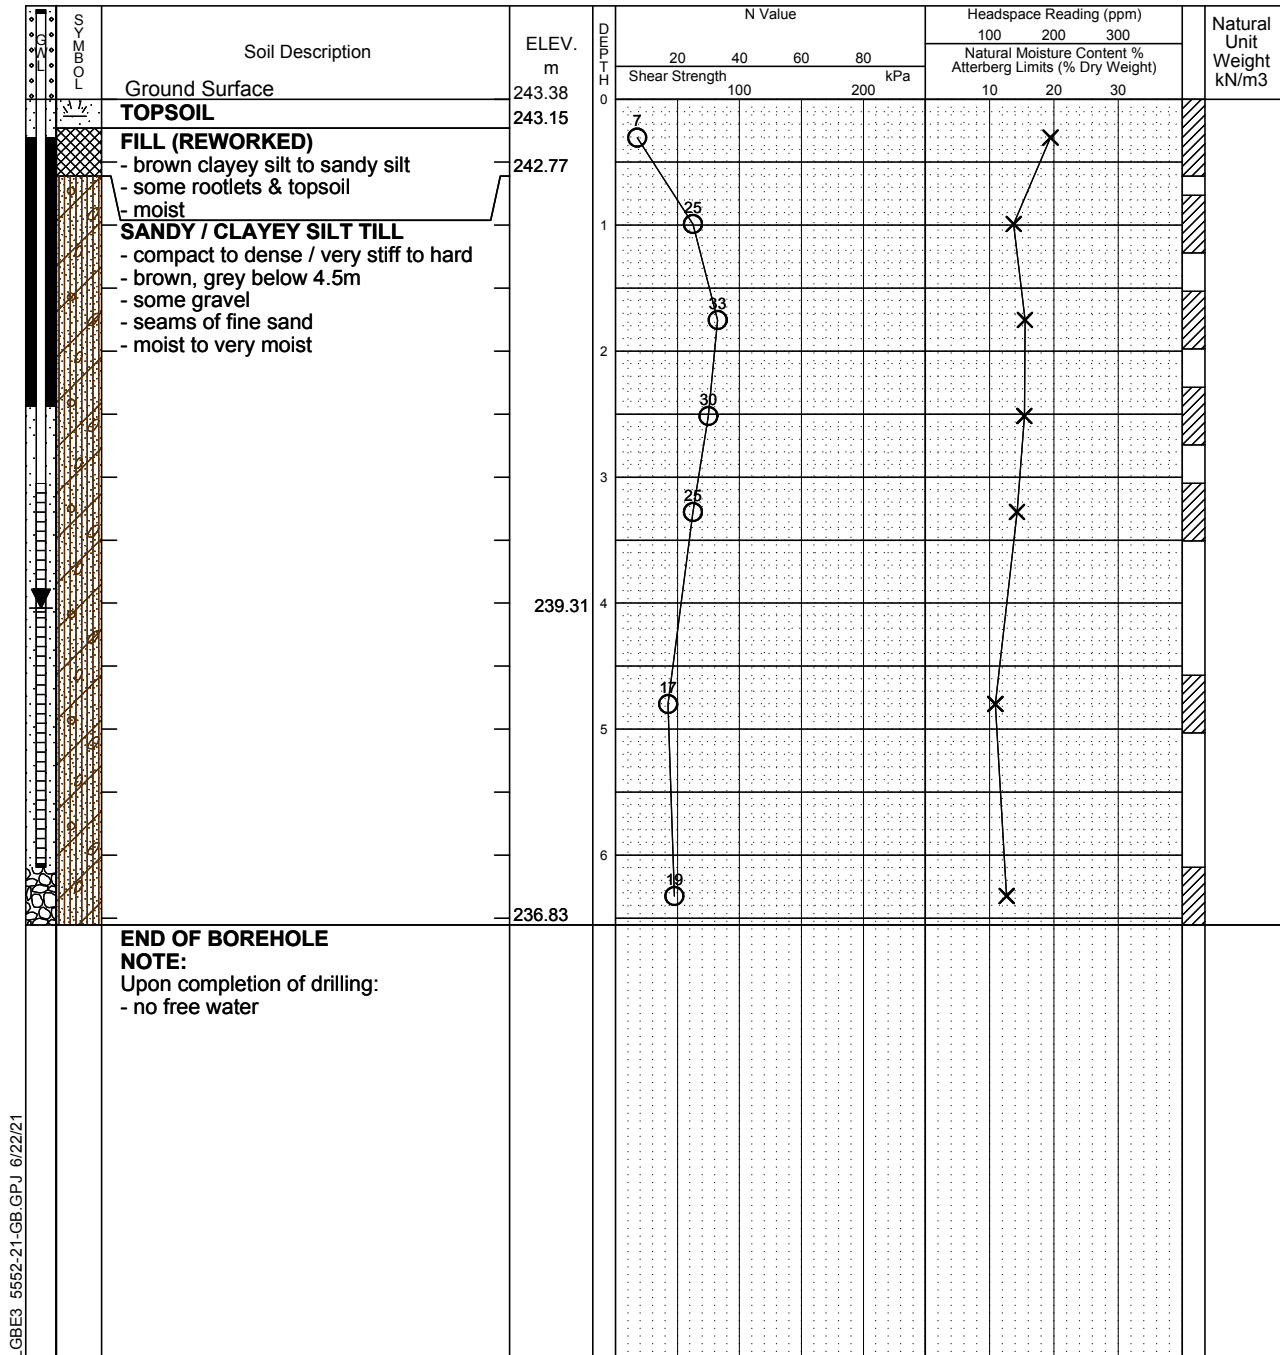 GWL
SYMBOL
Soil Description
ELEV.
m
DEPTH
N Value
20 40 60 80
Shear Strength kPa
100 200
Headspace Reading (ppm)
100 200 300
Natural Moisture Content %
Atterberg Limits (% Dry Weight)
10 20 30
Natural
Unit
Weight
kN/m3
Ground Surface 243.38 0
TOPSOIL 243.15
FILL (REWORKED)
- brown clayey silt to sandy silt 242.77
- some rootlets & topsoil
- moist
SANDY / CLAYEY SILT TILL
- compact to dense / very stiff to hard
- brown, grey below 4.5m
- some gravel
- seams of fine sand
- moist to very moist
239.31
236.83
1
2
3
4
5
6
7
25
33
30
25
17
19
END OF BOREHOLE
NOTE:
Upon completion of drilling:
- no free water
GBE3 5552-21-GB.GPJ 6/22/21